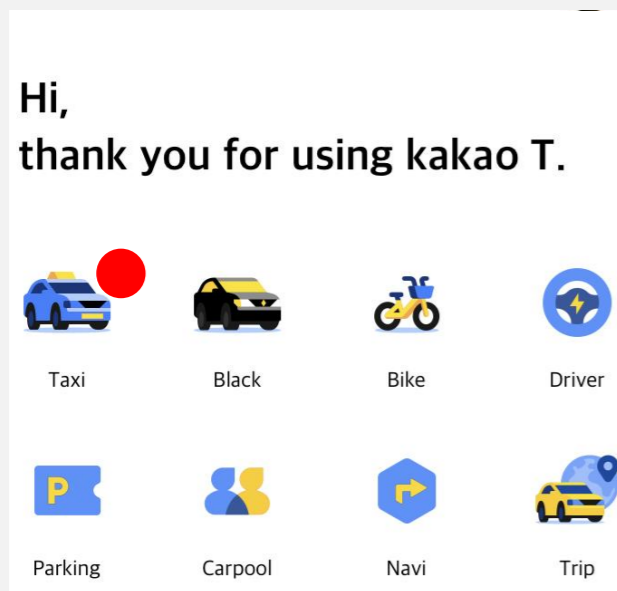 Hi,
thank you for using kakao T.
Taxi Black Bike Driver
P
Parking Carpool Navi Trip